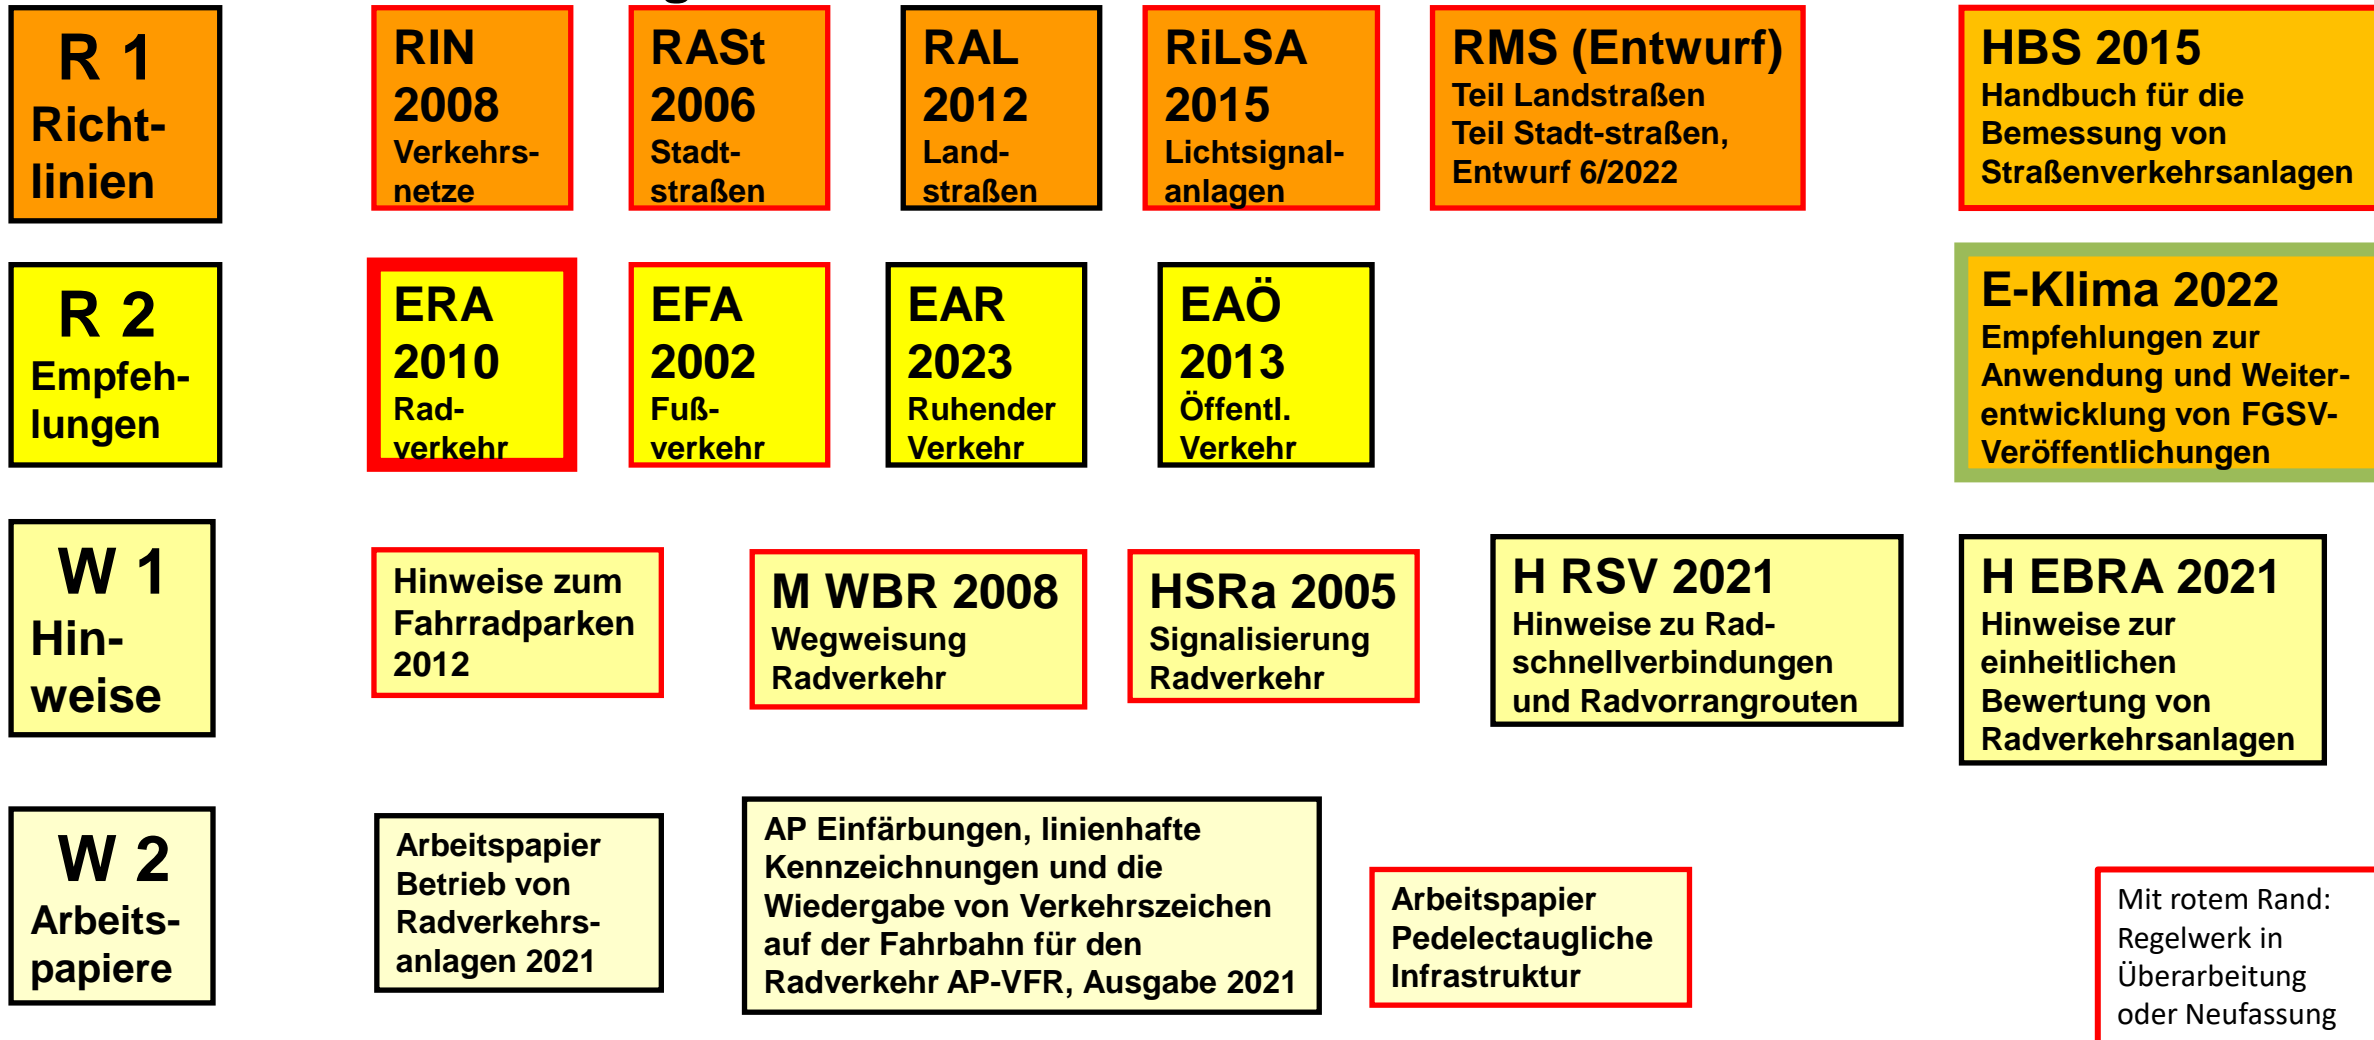 R 1
Richt-
linien
RIN
2008
Verkehrs-
netze
RASt
2006
Stadt-
straßen
RAL
2012
Land-
straßen
RiLSA
2015
Lichtsignal-
anlagen
RMS (Entwurf)
Teil Landstraßen
Teil Stadt-straßen,
Entwurf 6/2022
HBS 2015
Handbuch für die
Bemessung von
Straßenverkehrsanlagen
R 2
Empfeh-
lungen
ERA
2010
Rad-
verkehr
EFA
2002
Fuß-
verkehr
EAR
2023
Ruhender
Verkehr
EAÖ
2013
Öffentl.
Verkehr
E-Klima 2022
Empfehlungen zur
Anwendung und Weiter-
entwicklung von FGSV-
Veröffentlichungen
W 1
Hin-
weise
Hinweise zum
Fahrradparken
2012
M WBR 2008
Wegweisung
Radverkehr
HSRa 2005
Signalisierung
Radverkehr
H RSV 2021
Hinweise zu Rad-
schnellverbindungen
und Radvorrangrouten
H EBRA 2021
Hinweise zur
einheitlichen
Bewertung von
Radverkehrsanlagen
W 2
Arbeits-
papiere
Arbeitspapier
Betrieb von
Radverkehrs-
anlagen 2021
AP Einfärbungen, linienhafte
Kennzeichnungen und die
Wiedergabe von Verkehrszeichen
auf der Fahrbahn für den
Radverkehr AP-VFR, Ausgabe 2021
Arbeitspapier
Pedelectaugliche
Infrastruktur
Mit rotem Rand:
Regelwerk in
Überarbeitung
oder Neufassung